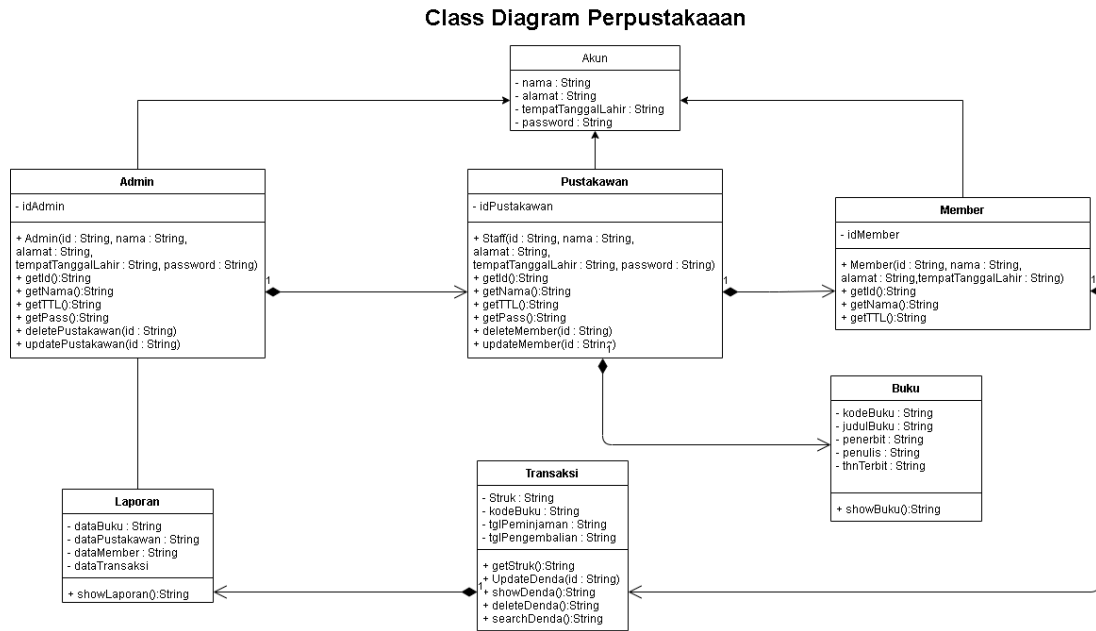 Class Diagram Perpustakaaan
Akun
- nama : String
- alamat : String
- tempatTanggalLahir : String
- password : String
Admin
- idAdmin
+ Admin(id : String, nama : String,
alamat : String,
tempatTanggalLahir : String, password : String)
+ getId():String
+ getNama():String
+ getTTL():String
+ getPass():String
+ deletePustakawan(id : String)
+ updatePustakawan(id : String)
1
Pustakawan
- idPustakawan
+ Staff(id : String, nama : String,
alamat : String,
tempatTanggalLahir : String, password : String)
+ getId():String
+ getNama():String
+ getTTL():String
+ getPass():String
+ deleteMember(id : String)
+ updateMember(id : String)
1
1
Member
- idMember
+ Member(id : String, nama : String,
alamat : String,tempatTanggalLahir : String)
+ getId():String
+ getNama():String
+ getTTL():String
1
Buku
- kodeBuku : String
- judulBuku : String
- penerbit : String
- penulis : String
- thnTerbit : String
+ showBuku():String
Transaksi
- Struk : String
- kodeBuku : String
- tglPeminjaman : String
- tglPengembalian : String
+ getStruk():String
+ UpdateDenda(id : String)
+ showDenda():String
+ deleteDenda():String
+ searchDenda():String
1
Laporan
- dataBuku : String
- dataPustakawan : String
- dataMember : String
- dataTransaksi
+ showLaporan():String